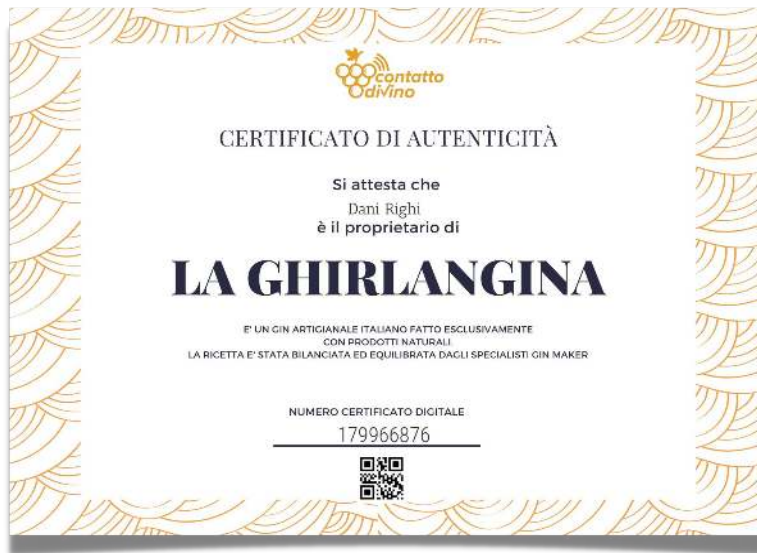 contatto
divino
CERTIFICATO DI AUTENTICITÀ
Si attesta che
Dani Righi
è il proprietario di
LA GHIRLANGINA
E' UN GIN ARTIGIANALE ITALIANO FATTO ESCLUSIVAMENTE
CON PRODOTTI NATURALI.
LA RICETTA E' STATA BILANCIATA ED EQUILIBRATA DAGLI SPECIALISTI GIN MAKER
NUMERO CERTIFICATO DIGITALE
179966876